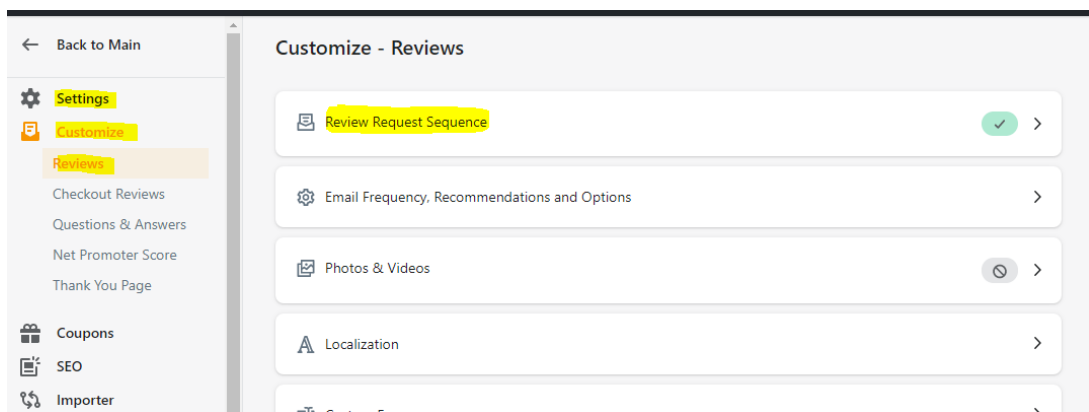 Back to Main
Settings
Customize
Reviews
Checkout Reviews
Questions & Answers
Net Promoter Score
Thank You Page
Coupons
SEO
Importer
Customize - Reviews
Review Request Sequence
Email Frequency, Recommendations and Options
Photos & Videos
Localization